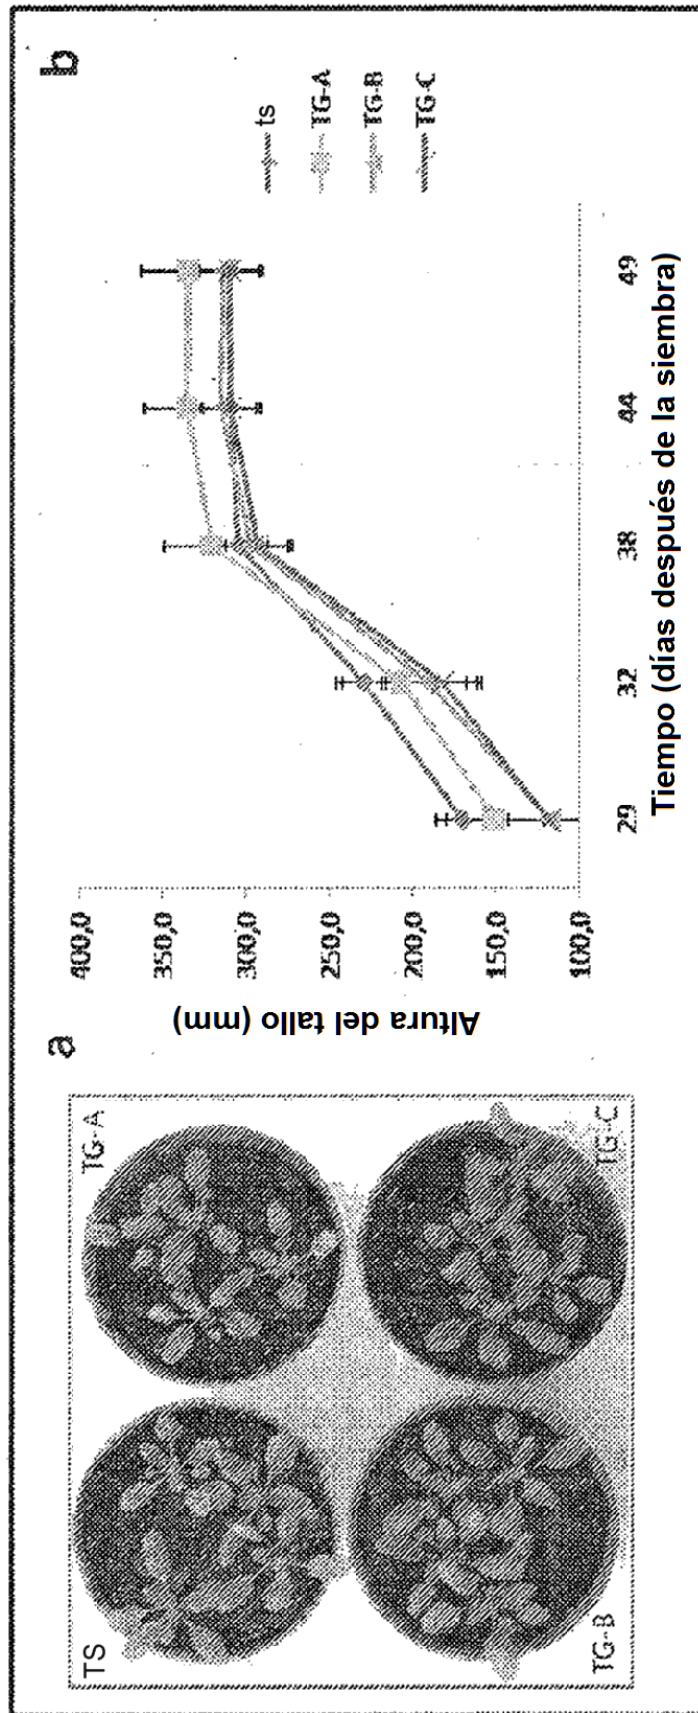 a
TS
TG-A
TG-B
TG-C
b
Altura del tallo (mm)
400,0
350,0
300,0
250,0
200,0
150,0
100,0
29
32
38
44
49
Tiempo (días después de la siembra)
ts
TG-A
TG-B
TG-C